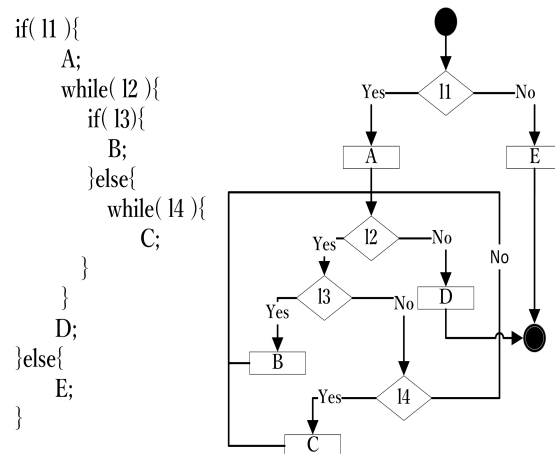 if( l1 ){
A;
while( l2 ){
if( l3){
B;
}else{
while( l4 ){
C;
}
}
D;
}else{
E;
}
l1
Yes
No
A
E
l2
Yes
No
No
l3
D
Yes
No
B
l4
Yes
C